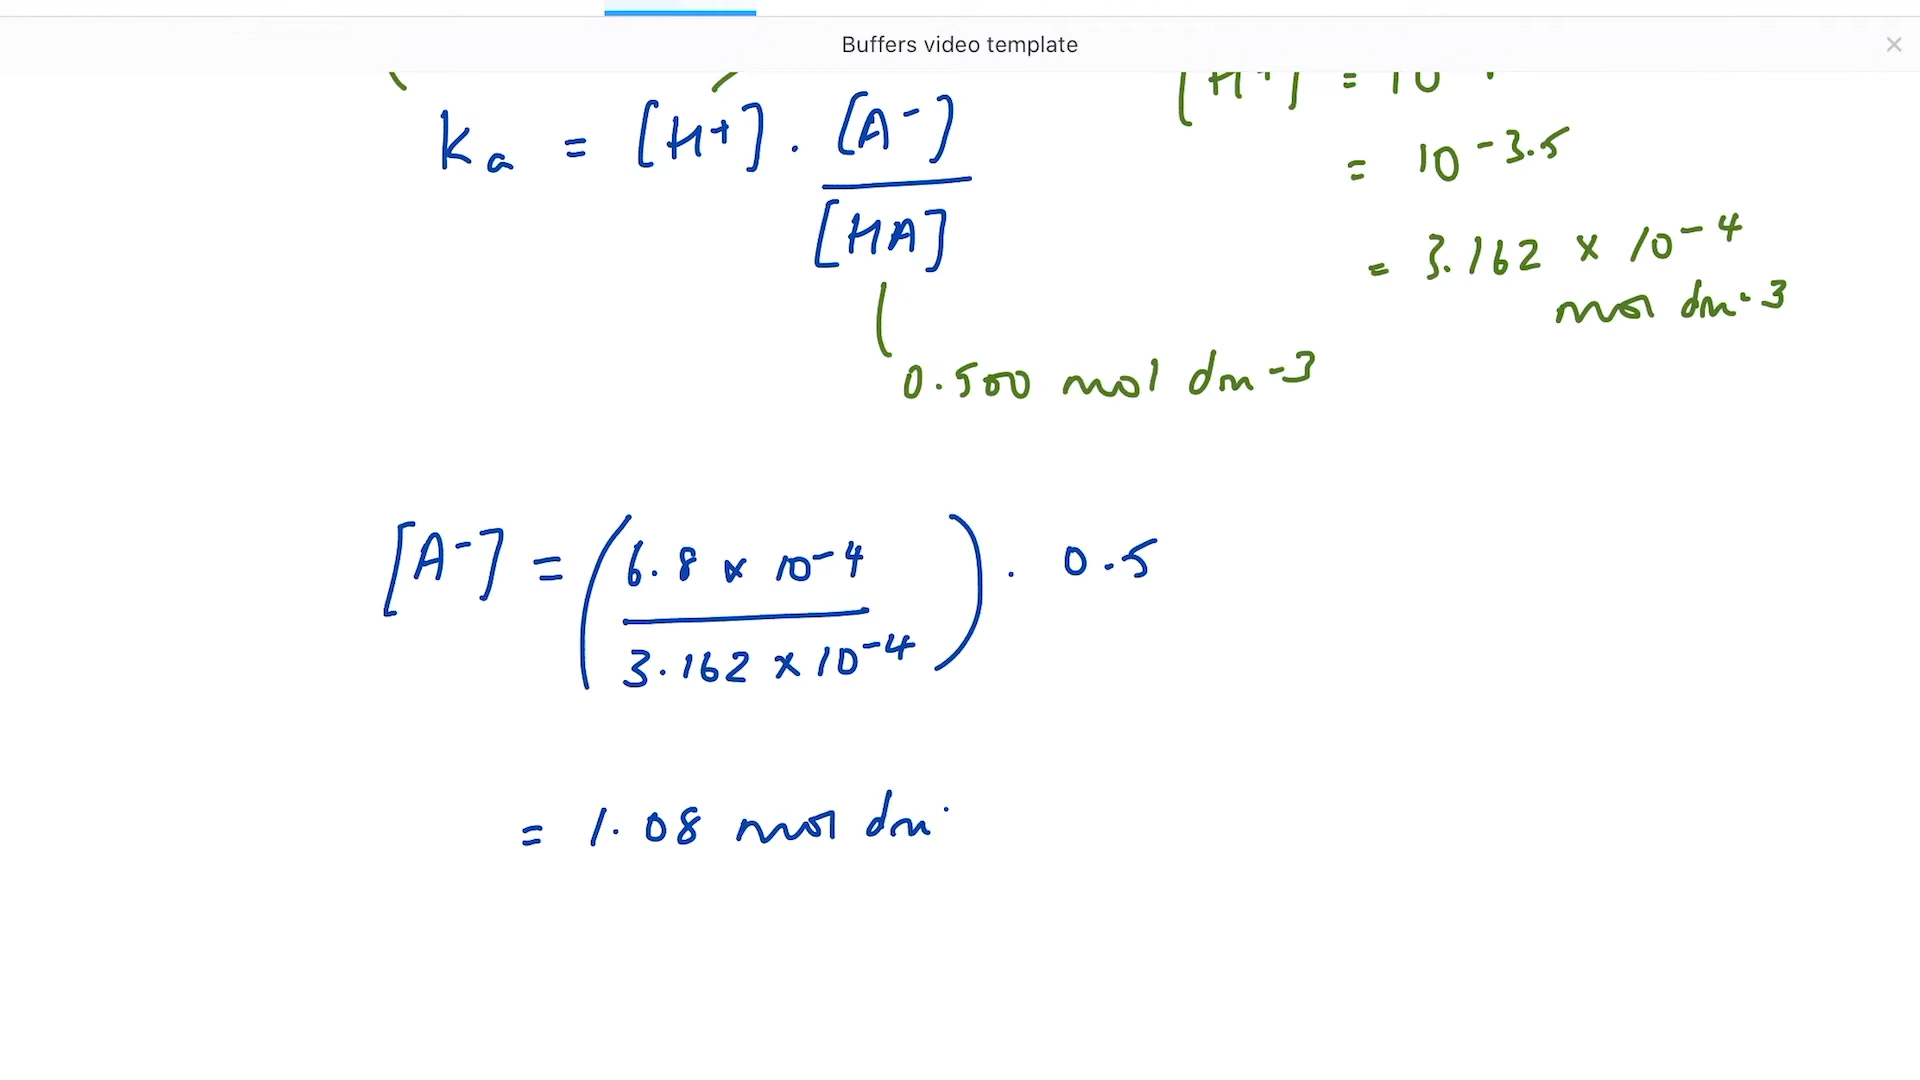 Buffers video template
[H+] = 10
Ka = [H+] . [A-]
[HA]
= 10 -3.5
= 3.162 × 10-4
mol dm-3
0.500 mol dm-3
[A-] = (6.8 × 10-4
3.162 × 10-4) . 0.5
= 1.08 mol dm